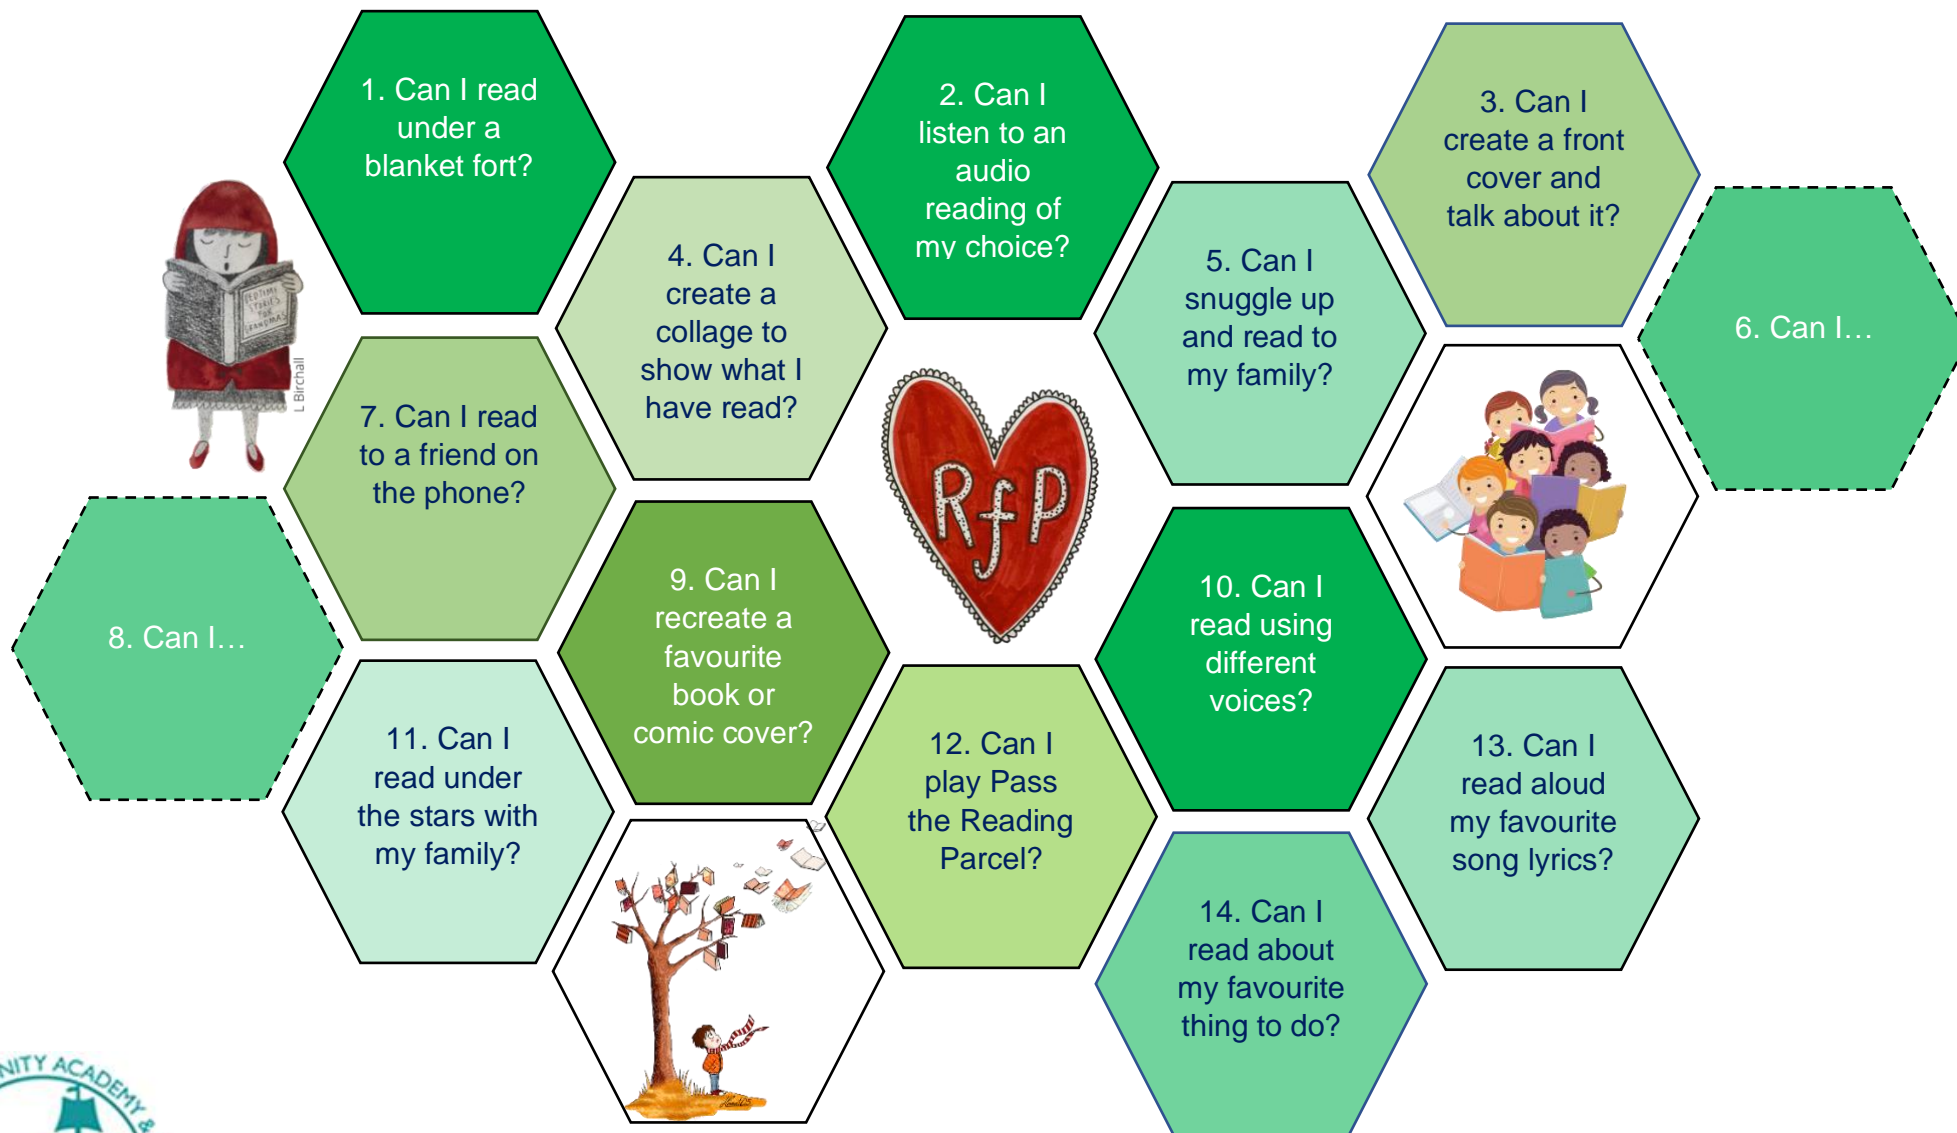 1. Can I read
under a
blanket fort?
2. Can I
listen to an
audio
reading of
my choice?
3. Can I
create a front
cover and
talk about it?
4. Can I
create a
collage to
show what I
have read?
5. Can I
snuggle up
and read to
my family?
6. Can I…
7. Can I read
to a friend on
the phone?
8. Can I…
9. Can I
recreate a
favourite
book or
comic cover?
10. Can I
read using
different
voices?
11. Can I
read under
the stars with
my family?
12. Can I
play Pass
the Reading
Parcel?
13. Can I
read aloud
my favourite
song lyrics?
14. Can I
read about
my favourite
thing to do?
BEDTIME
STORIES
FOR
GRANDMAS
L Birchall
RfP
NITY ACADEMY &